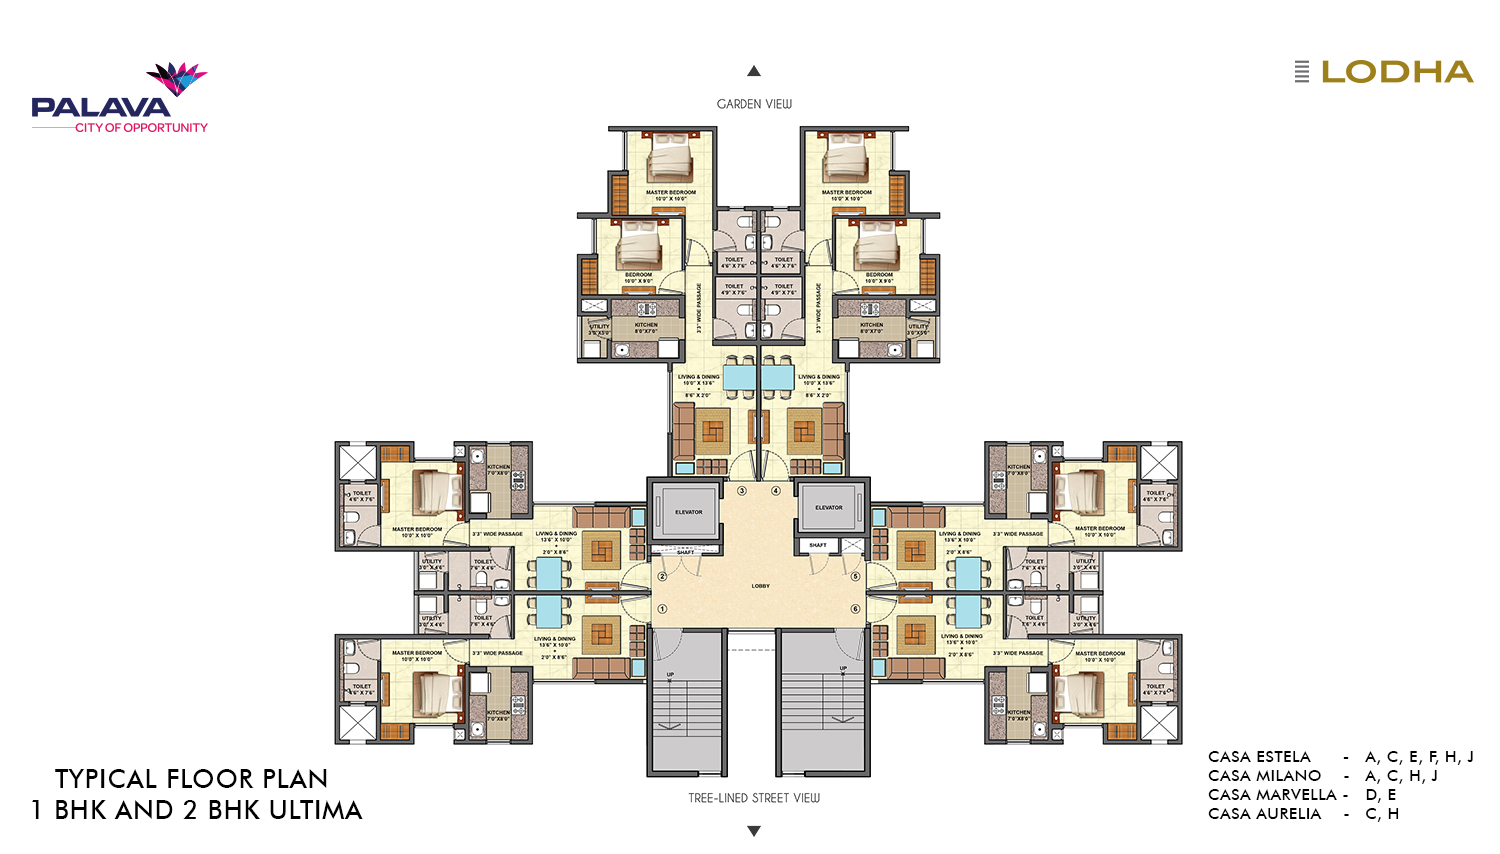 PALAVA
CITY OF OPPORTUNITY
LODHA
GARDEN VIEW
MASTER BEDROOM
10'0" X 10'0"
MASTER BEDROOM
10'0" X 10'0"
TOILET
4'6" X 7'6"
TOILET
4'6" X 7'6"
BEDROOM
10'0" X 9'0"
BEDROOM
10'0" X 9'0"
TOILET
4'9" X 7'6"
TOILET
4'9" X 7'6"
3'3" WIDE PASSAGE
3'3" WIDE PASSAGE
UTILITY
3'0"X5'0"
KITCHEN
8'0"X7'0"
KITCHEN
8'0"X7'0"
UTILITY
3'0"X5'0"
LIVING & DINING
10'0" X 13'6"
+
8'6" X 2'0"
LIVING & DINING
10'0" X 13'6"
+
8'6" X 2'0"
KITCHEN
7'0"X8'0"
KITCHEN
7'0"X8'0"
TOILET
4'6" X 7'6"
TOILET
4'6" X 7'6"
3
4
ELEVATOR
ELEVATOR
MASTER BEDROOM
10'0" X 10'0"
3'3" WIDE PASSAGE
LIVING & DINING
13'6" X 10'0"
+
2'0" X 8'6"
SHAFT
SHAFT
LIVING & DINING
13'6" X 10'0"
+
2'0" X 8'6"
3'3" WIDE PASSAGE
MASTER BEDROOM
10'0" X 10'0"
UTILITY
3'0" X 4'6"
TOILET
7'6" X 4'6"
2
5
TOILET
7'6" X 4'6"
UTILITY
3'0" X 4'6"
LOBBY
1
6
UTILITY
3'0" X 4'6"
TOILET
7'6" X 4'6"
TOILET
7'6" X 4'6"
UTILITY
3'0" X 4'6"
LIVING & DINING
13'6" X 10'0"
+
2'0" X 8'6"
LIVING & DINING
13'6" X 10'0"
+
2'0" X 8'6"
MASTER BEDROOM
10'0" X 10'0"
3'3" WIDE PASSAGE
3'3" WIDE PASSAGE
MASTER BEDROOM
10'0" X 10'0"
TOILET
4'6" X 7'6"
UP
UP
TOILET
4'6" X 7'6"
KITCHEN
7'0"X8'0"
KITCHEN
7'0"X8'0"
TREE-LINED STREET VIEW
TYPICAL FLOOR PLAN
1 BHK AND 2 BHK ULTIMA
CASA ESTELA - A, C, E, F, H, J
CASA MILANO - A, C, H, J
CASA MARVELLA - D, E
CASA AURELIA - C, H